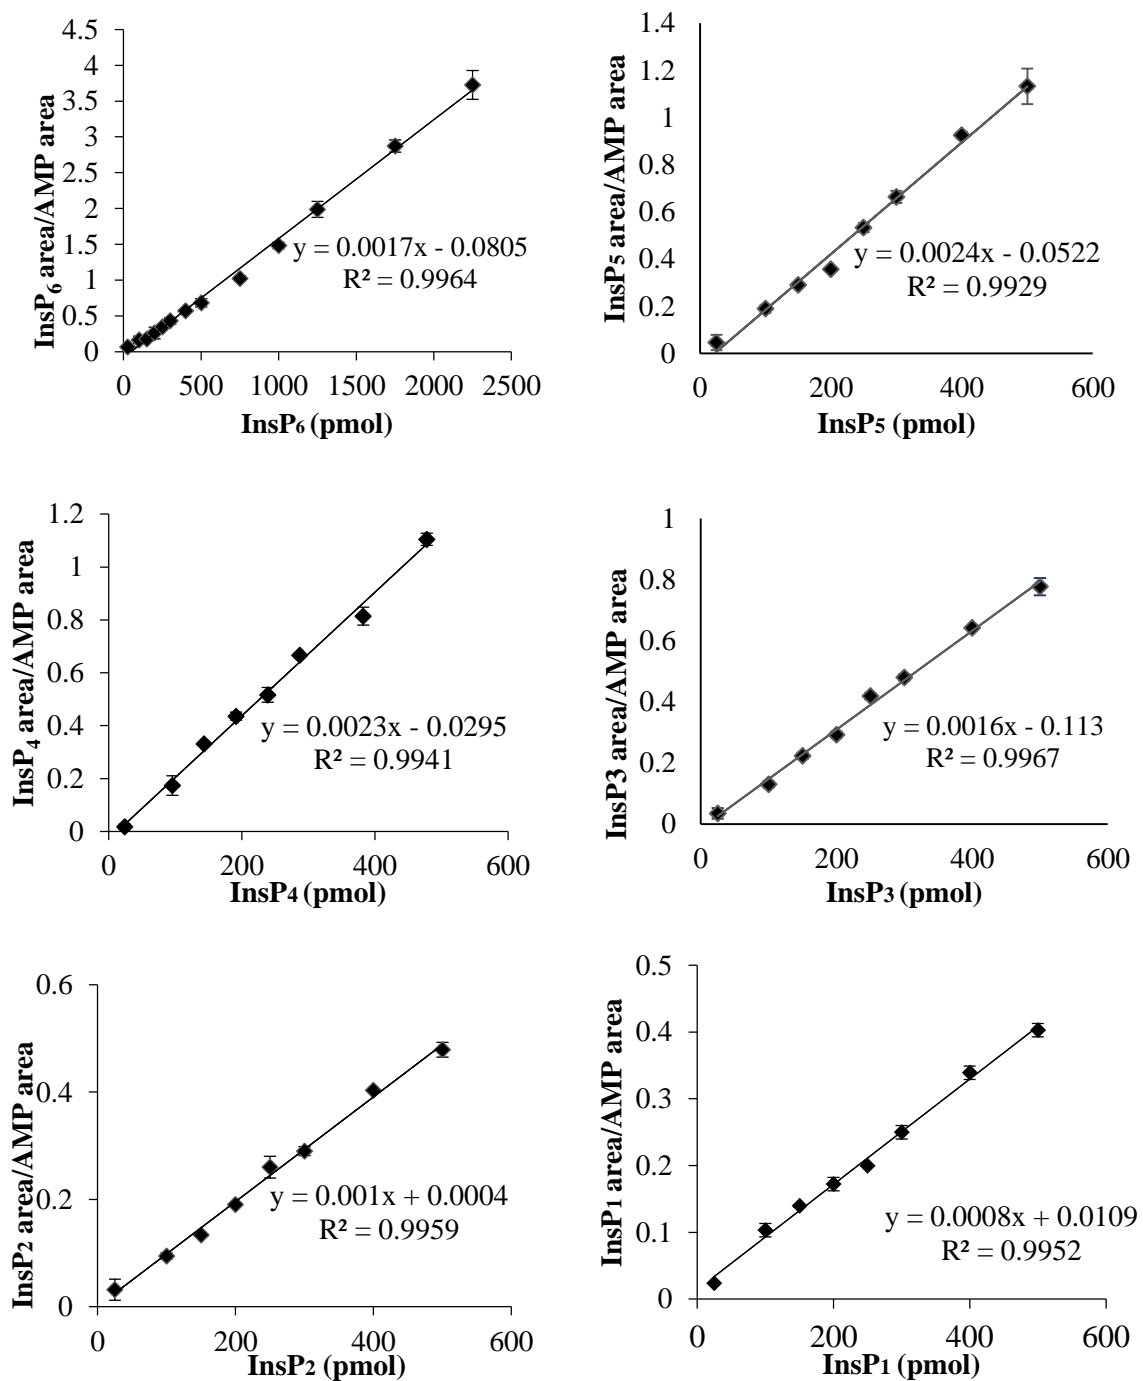 InsP6 area/AMP area
4.5
4
3.5
3
2.5
2
1.5
1
0.5
0
y = 0.0017x - 0.0805
R² = 0.9964
0 500 1000 1500 2000 2500
InsP6 (pmol)
InsP5 area/AMP area
1.4
1.2
1
0.8
0.6
0.4
0.2
0
y = 0.0024x - 0.0522
R² = 0.9929
0 200 400 600
InsP5 (pmol)
InsP4 area/AMP area
1.2
1
0.8
0.6
0.4
0.2
0
y = 0.0023x - 0.0295
R² = 0.9941
0 200 400 600
InsP4 (pmol)
InsP3 area/AMP area
1
0.8
0.6
0.4
0.2
0
y = 0.0016x - 0.113
R² = 0.9967
0 200 400 600
InsP3 (pmol)
InsP2 area/AMP area
0.6
0.4
0.2
0
y = 0.001x + 0.0004
R² = 0.9959
0 200 400 600
InsP2 (pmol)
InsP1 area/AMP area
0.5
0.4
0.3
0.2
0.1
0
y = 0.0008x + 0.0109
R² = 0.9952
0 200 400 600
InsP1 (pmol)